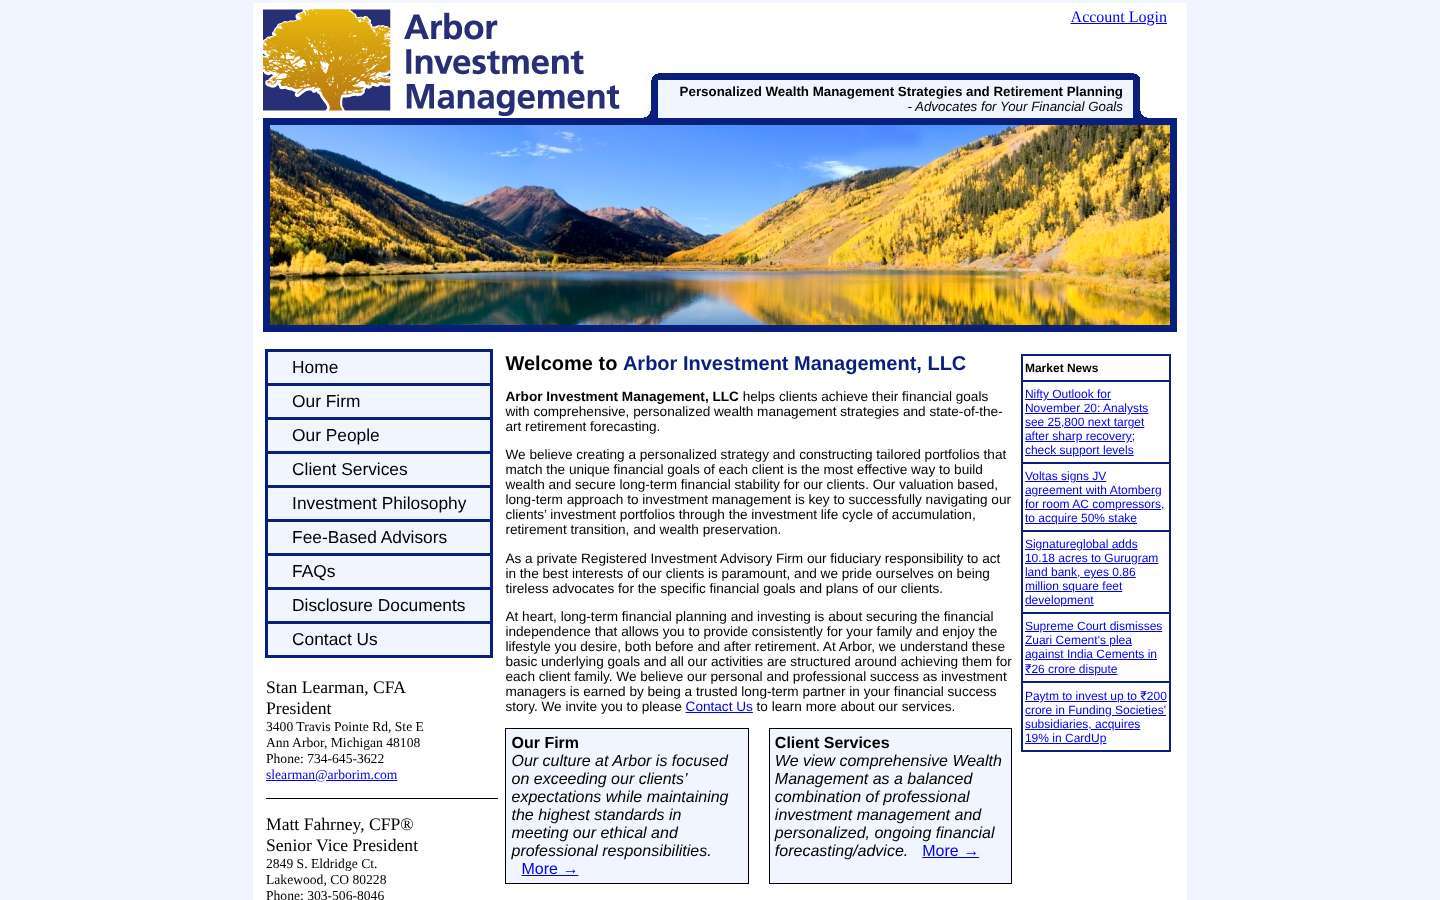 Arbor
Investment
Management
Account Login
Personalized Wealth Management Strategies and Retirement Planning
- Advocates for Your Financial Goals
Home
Our Firm
Our People
Client Services
Investment Philosophy
Fee-Based Advisors
FAQs
Disclosure Documents
Contact Us
Stan Learman, CFA
President
3400 Travis Pointe Rd, Ste E
Ann Arbor, Michigan 48108
Phone: 734-645-3622
slearman@arborim.com
Matt Fahrney, CFP®
Senior Vice President
2849 S. Eldridge Ct.
Lakewood, CO 80228
Phone: 303-506-8046
Welcome to Arbor Investment Management, LLC
Arbor Investment Management, LLC helps clients achieve their financial goals
with comprehensive, personalized wealth management strategies and state-of-the-
art retirement forecasting.
We believe creating a personalized strategy and constructing tailored portfolios that
match the unique financial goals of each client is the most effective way to build
wealth and secure long-term financial stability for our clients. Our valuation based,
long-term approach to investment management is key to successfully navigating our
clients' investment portfolios through the investment life cycle of accumulation,
retirement transition, and wealth preservation.
As a private Registered Investment Advisory Firm our fiduciary responsibility to act
in the best interests of our clients is paramount, and we pride ourselves on being
tireless advocates for the specific financial goals and plans of our clients.
At heart, long-term financial planning and investing is about securing the financial
independence that allows you to provide consistently for your family and enjoy the
lifestyle you desire, both before and after retirement. At Arbor, we understand these
basic underlying goals and all our activities are structured around achieving them for
each client family. We believe our personal and professional success as investment
managers is earned by being a trusted long-term partner in your financial success
story. We invite you to please Contact Us to learn more about our services.
Our Firm
Our culture at Arbor is focused
on exceeding our clients'
expectations while maintaining
the highest standards in
meeting our ethical and
professional responsibilities.
More →
Client Services
We view comprehensive Wealth
Management as a balanced
combination of professional
investment management and
personalized, ongoing financial
forecasting/advice. More →
Market News
Nifty Outlook for
November 20: Analysts
see 25,800 next target
after sharp recovery;
check support levels
Voltas signs JV
agreement with Atomberg
for room AC compressors,
to acquire 50% stake
Signatureglobal adds
10.18 acres to Gurugram
land bank, eyes 0.86
million square feet
development
Supreme Court dismisses
Zuari Cement's plea
against India Cements in
₹26 crore dispute
Paytm to invest up to ₹200
crore in Funding Societies'
subsidiaries, acquires
19% in CardUp